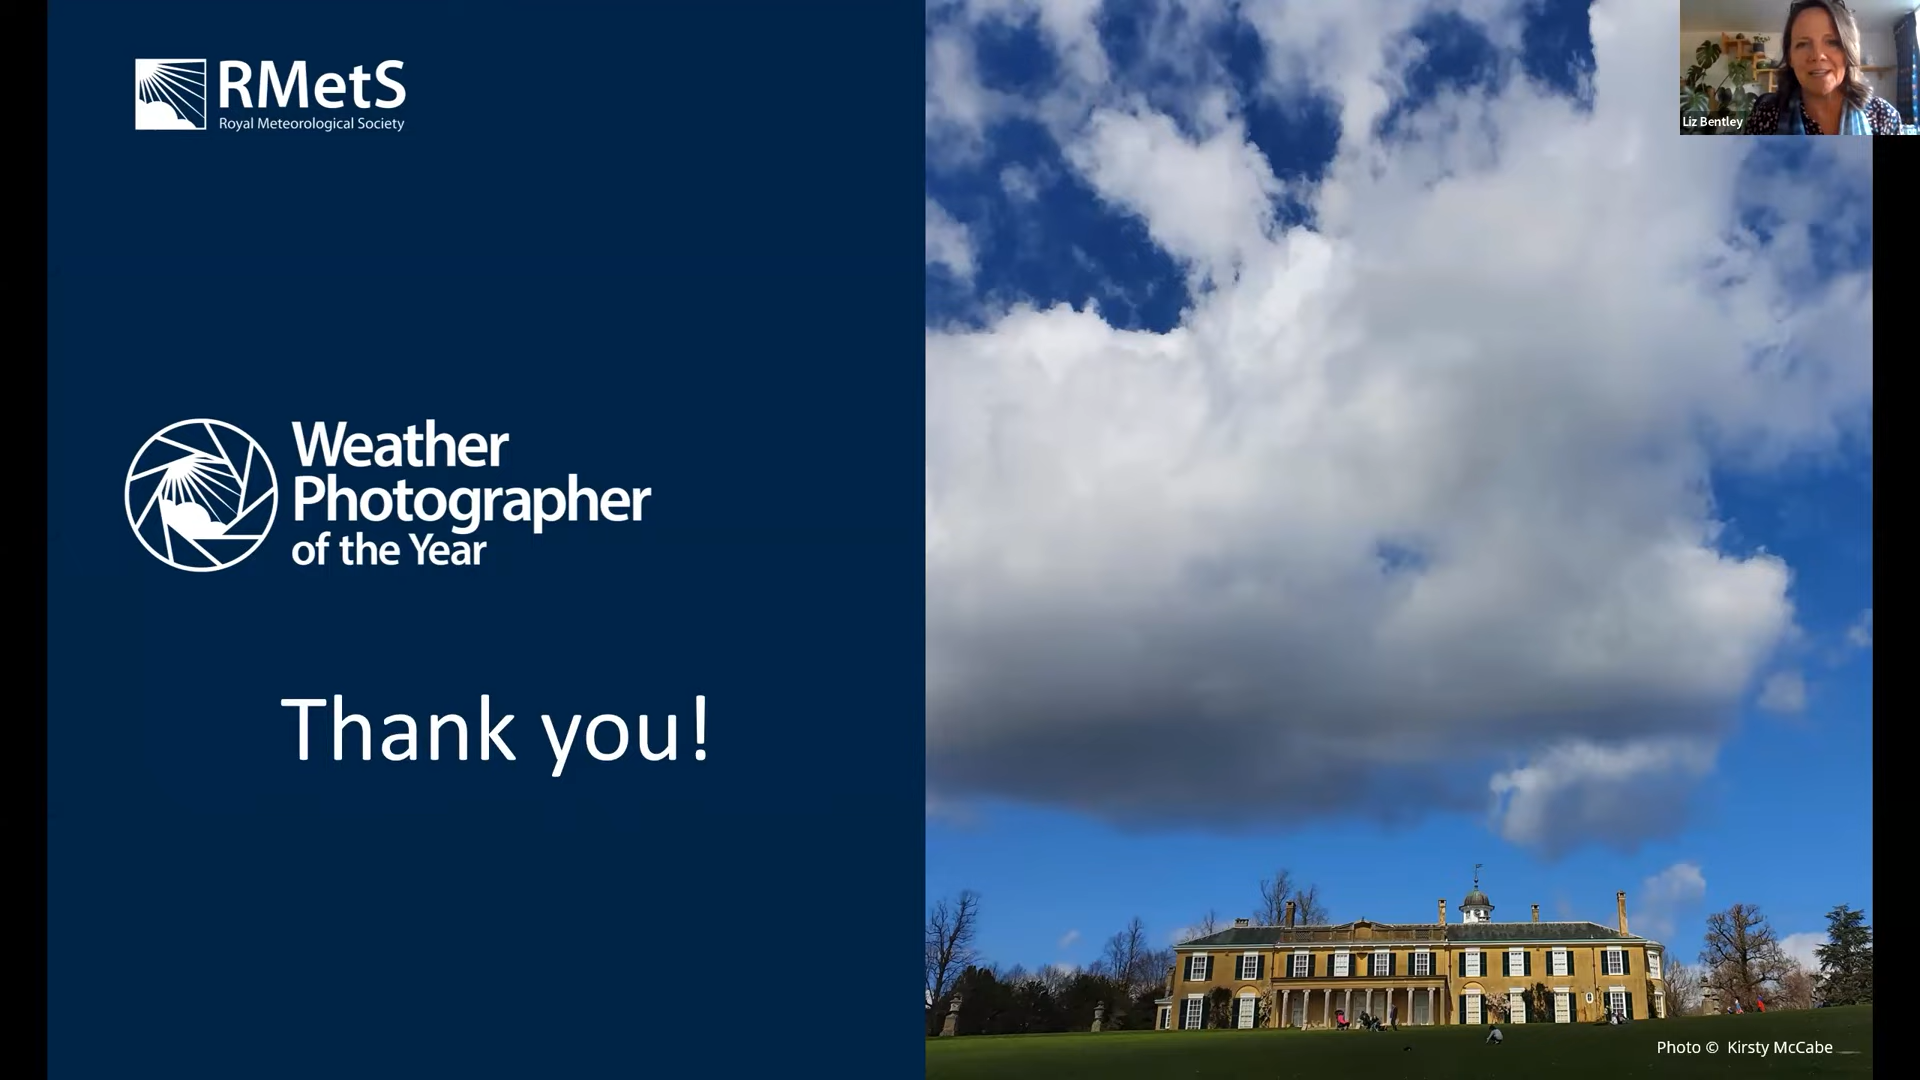 RMetS
Royal Meteorological Society
Liz Bentley
Weather
Photographer
of the Year
Thank you!
Photo © Kirsty McCabe